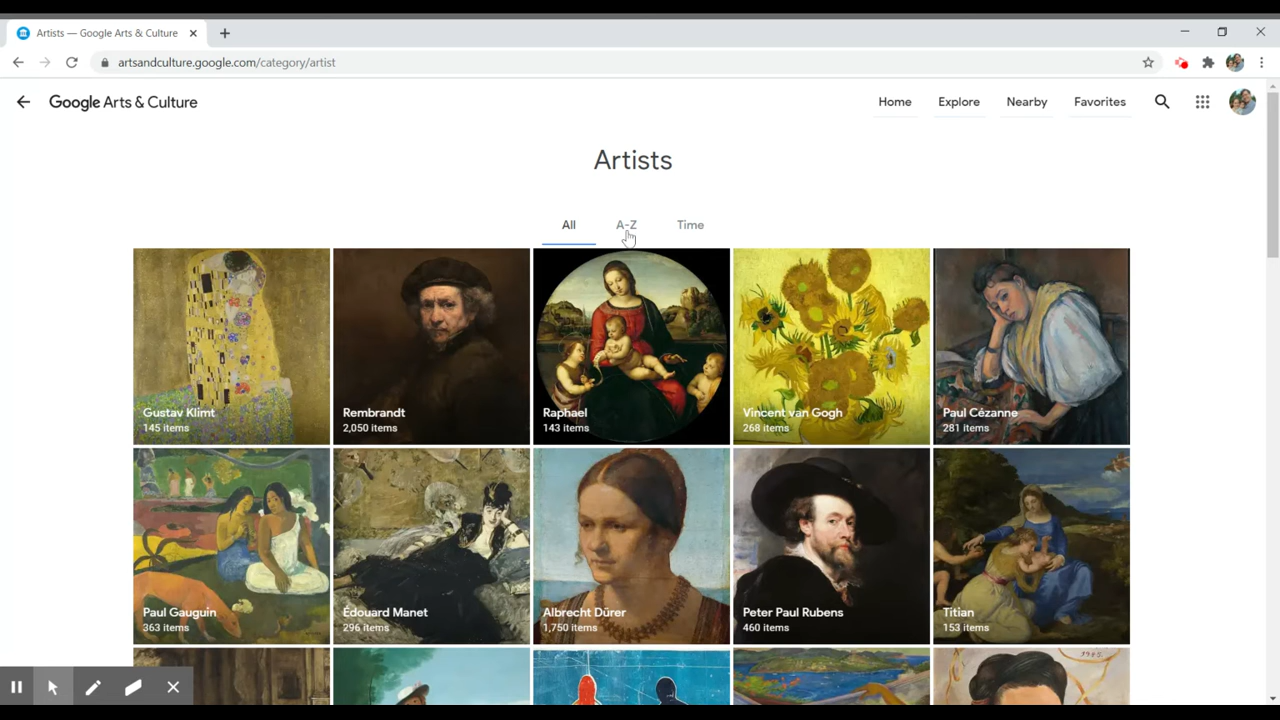 Artists — Google Arts & Culture
artsandculture.google.com/category/artist
Google Arts & Culture
Home
Explore
Nearby
Favorites
Artists
All
A-Z
Time
Gustav Klimt
145 items
Rembrandt
2,050 items
Raphael
143 items
Vincent van Gogh
268 items
Paul Cézanne
281 items
Paul Gauguin
363 items
Édouard Manet
296 items
Albrecht Dürer
1,750 items
Peter Paul Rubens
460 items
Titian
153 items